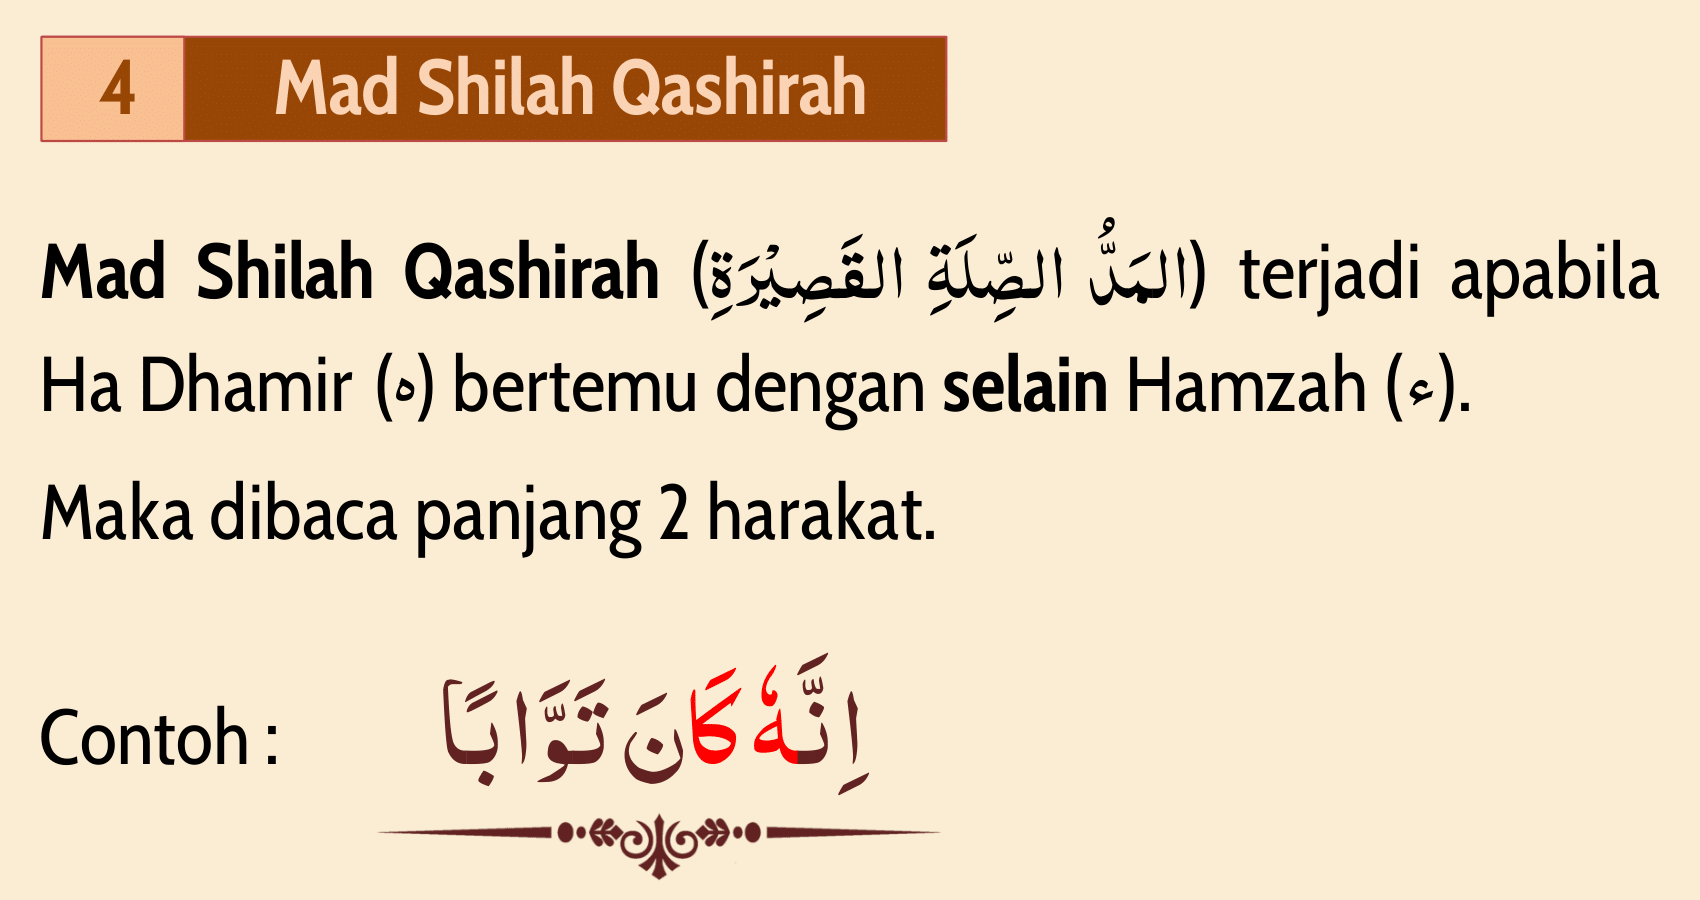 4 Mad Shilah Qashirah
Mad Shilah Qashirah (المَدُّ الصِّلَةِ القَصِيْرَةِ) terjadi apabila
Ha Dhamir (ه) bertemu dengan selain Hamzah (ء).
Maka dibaca panjang 2 harakat.
Contoh : اِنَّهٗ كَانَ تَوَّابًا